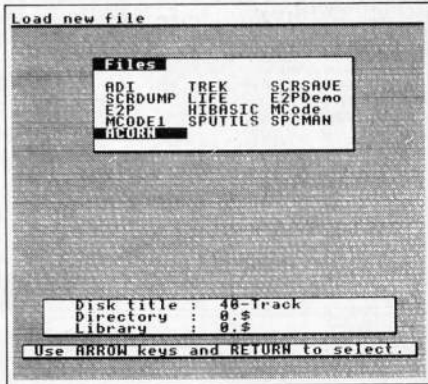 Load new file
Files
ADI TREK SCRSAVE
SCRDUMP LIFE E2PDemo
E2P HIBASIC MCode
MCODE1 SPUTILS SPCMAN
ACORN
Disk title : 40-Track
Directory : 0.$
Library : 0.$
Use ARROW keys and RETURN to select.